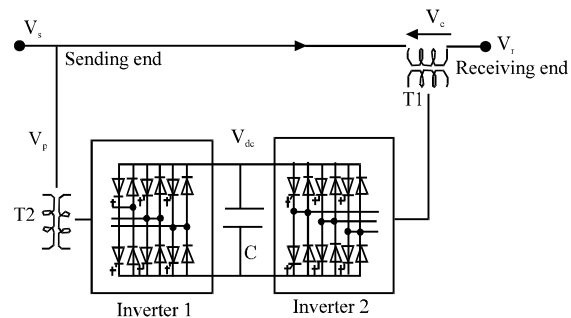 Vs
Vc
Vr
Sending end
Receiving end
T1
Vp
Vdc
T2
C
Inverter 1
Inverter 2